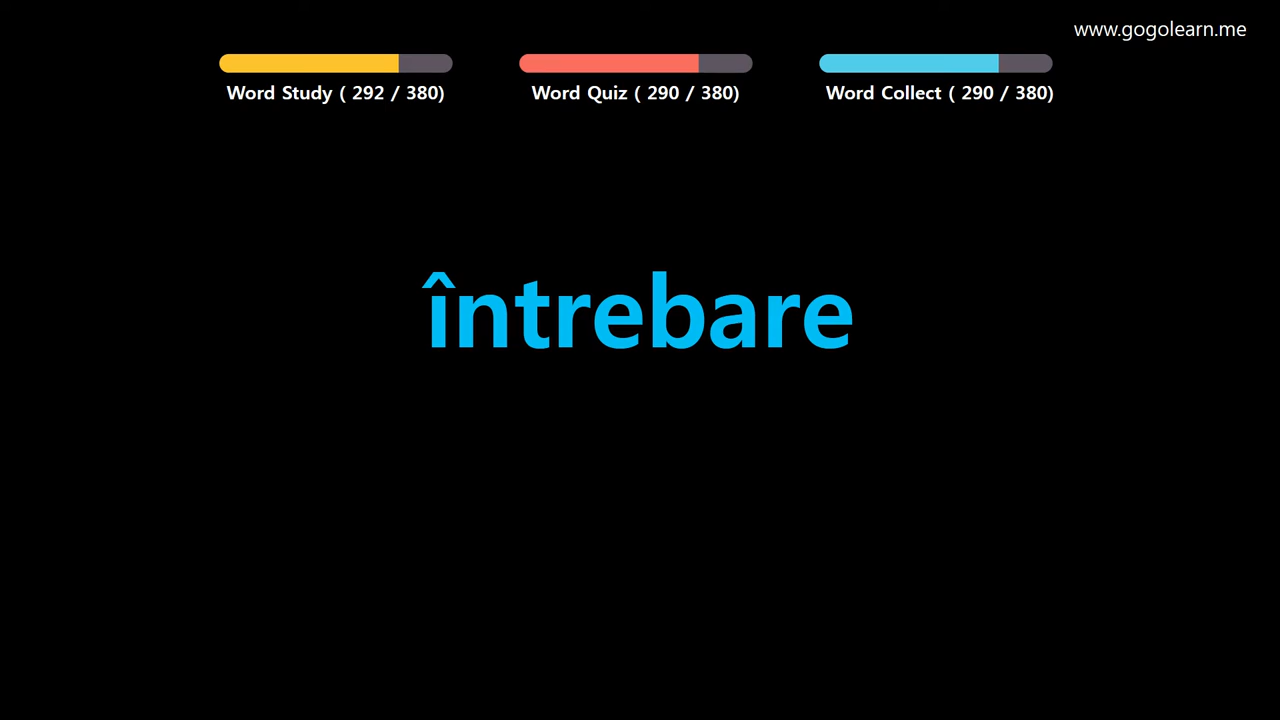 www.gogolearn.me
Word Study ( 292 / 380)
Word Quiz ( 290 / 380)
Word Collect ( 290 / 380)
întrebare